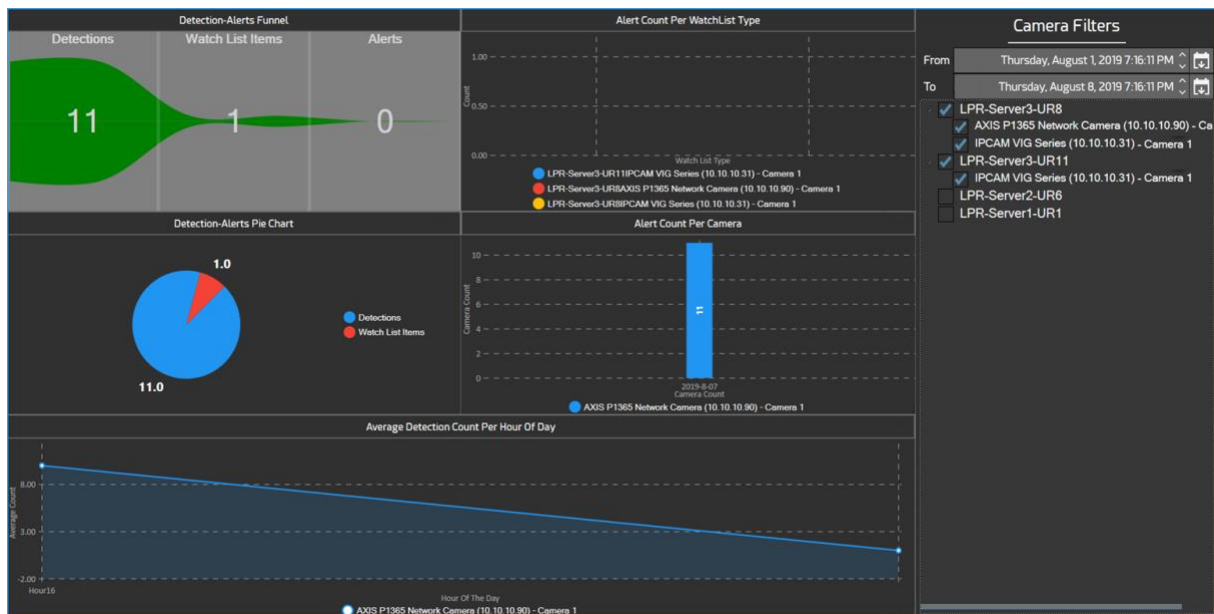 Detection-Alerts Funnel
Detections
Watch List Items
Alerts
11
1
0
Alert Count Per WatchList Type
1.00
0.50
0.00
Count
Watch List Type
LPR-Server3-UR11IPCAM VIG Series (10.10.10.31) - Camera 1
LPR-Server3-UR8AXIS P1365 Network Camera (10.10.10.90) - Camera 1
LPR-Server3-UR8IPCAM VIG Series (10.10.10.31) - Camera 1
Detection-Alerts Pie Chart
1.0
11.0
Detections
Watch List Items
Alert Count Per Camera
10
8
6
4
2
0
Camera Count
11
2019-8-07
Camera Count
AXIS P1365 Network Camera (10.10.10.90) - Camera 1
Average Detection Count Per Hour Of Day
8.00
3.00
-2.00
Average Count
Hour16
Hour Of The Day
AXIS P1365 Network Camera (10.10.10.90) - Camera 1
Camera Filters
From Thursday, August 1, 2019 7:16:11 PM
To Thursday, August 8, 2019 7:16:11 PM
LPR-Server3-UR8
AXIS P1365 Network Camera (10.10.10.90) - Ca
IPCAM VIG Series (10.10.10.31) - Camera 1
LPR-Server3-UR11
IPCAM VIG Series (10.10.10.31) - Camera 1
LPR-Server2-UR6
LPR-Server1-UR1